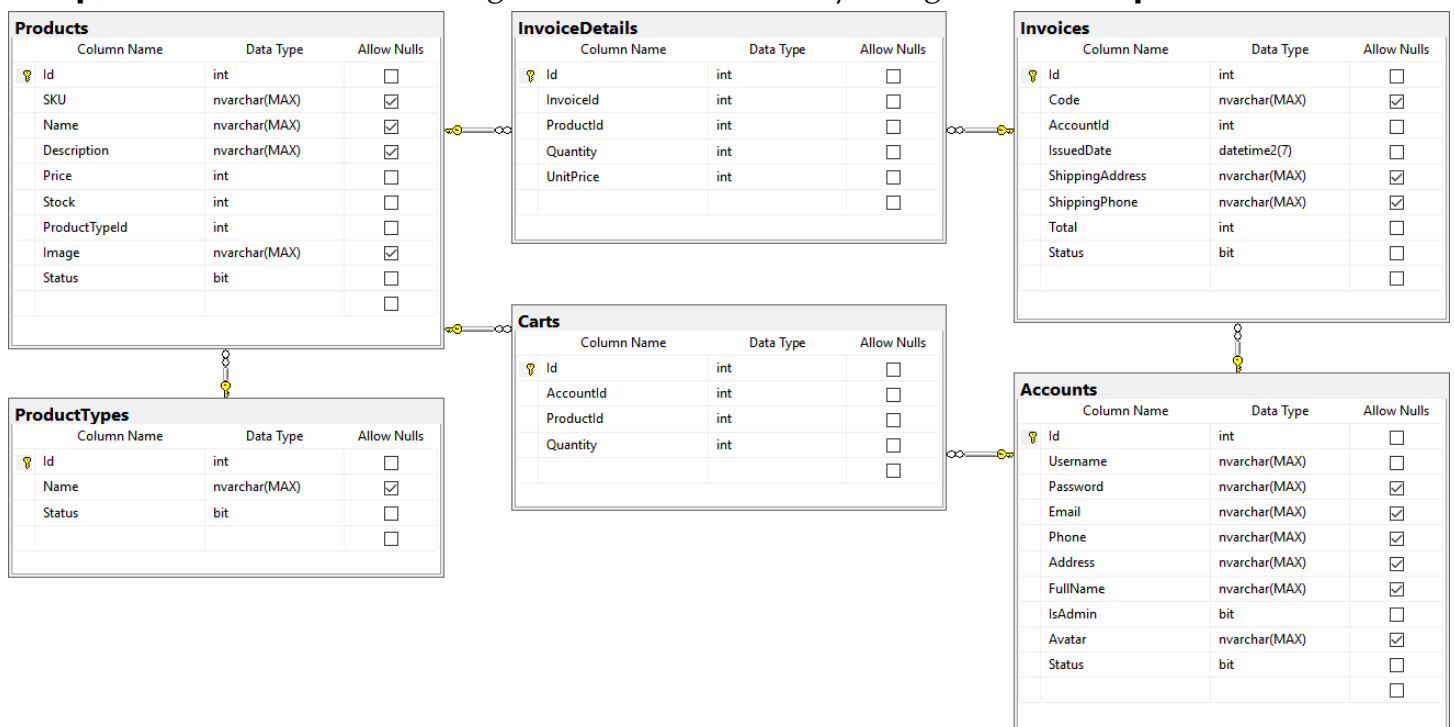 Products
Column Name Data Type Allow Nulls
Id int
SKU nvarchar(MAX)
Name nvarchar(MAX)
Description nvarchar(MAX)
Price int
Stock int
ProductTypeId int
Image nvarchar(MAX)
Status bit
InvoiceDetails
Column Name Data Type Allow Nulls
Id int
InvoiceId int
ProductId int
Quantity int
UnitPrice int
Invoices
Column Name Data Type Allow Nulls
Id int
Code nvarchar(MAX)
AccountId int
IssuedDate datetime2(7)
ShippingAddress nvarchar(MAX)
ShippingPhone nvarchar(MAX)
Total int
Status bit
ProductTypes
Column Name Data Type Allow Nulls
Id int
Name nvarchar(MAX)
Status bit
Carts
Column Name Data Type Allow Nulls
Id int
AccountId int
ProductId int
Quantity int
Accounts
Column Name Data Type Allow Nulls
Id int
Username nvarchar(MAX)
Password nvarchar(MAX)
Email nvarchar(MAX)
Phone nvarchar(MAX)
Address nvarchar(MAX)
FullName nvarchar(MAX)
IsAdmin bit
Avatar nvarchar(MAX)
Status bit